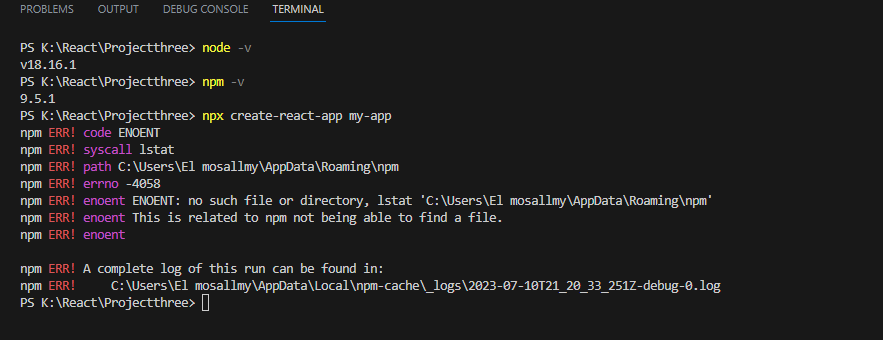 PROBLEMS OUTPUT DEBUG CONSOLE TERMINAL
PS K:\React\Projectthree> node -v
v18.16.1
PS K:\React\Projectthree> npm -v
9.5.1
PS K:\React\Projectthree> npx create-react-app my-app
npm ERR! code ENOENT
npm ERR! syscall lstat
npm ERR! path C:\Users\El mosallmy\AppData\Roaming\npm
npm ERR! errno -4058
npm ERR! enoent ENOENT: no such file or directory, lstat 'C:\Users\El mosallmy\AppData\Roaming\npm'
npm ERR! enoent This is related to npm not being able to find a file.
npm ERR! enoent
npm ERR! A complete log of this run can be found in:
npm ERR!     C:\Users\El mosallmy\AppData\Local\npm-cache\_logs\2023-07-10T21_20_33_251Z-debug-0.log
PS K:\React\Projectthree>